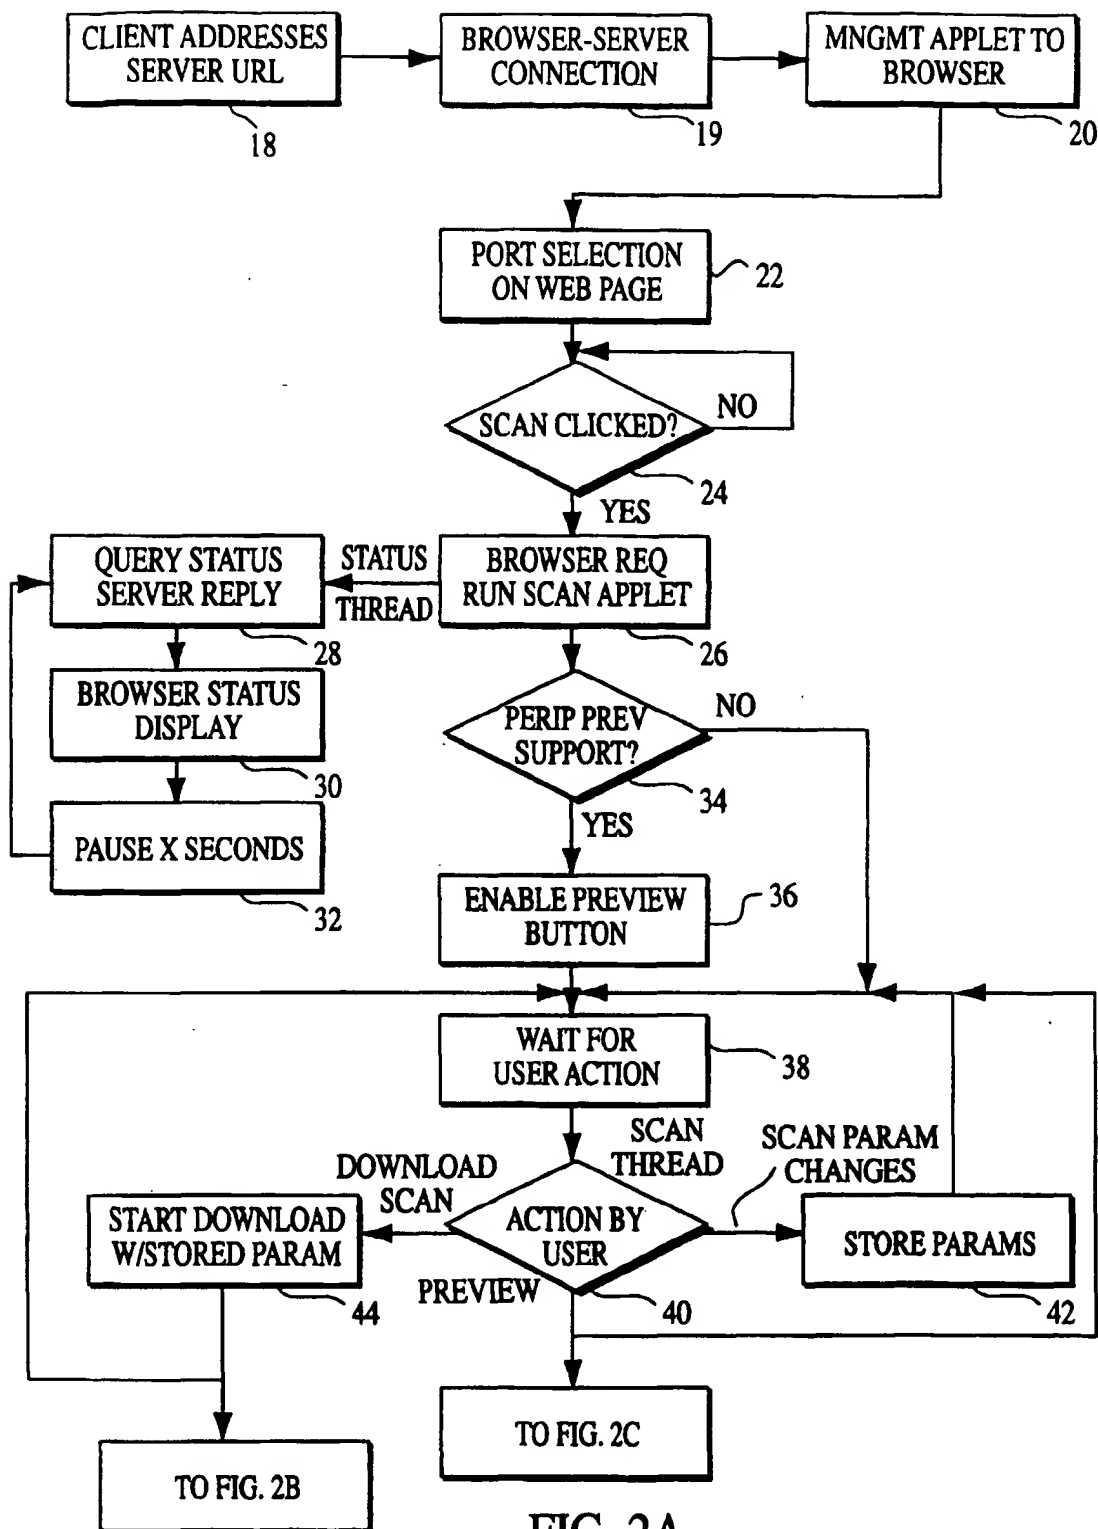 CLIENT ADDRESSES
SERVER URL
18
BROWSER-SERVER
CONNECTION
19
MNGMT APPLET TO
BROWSER
20
PORT SELECTION
ON WEB PAGE
22
SCAN CLICKED?
NO
24
YES
QUERY STATUS
SERVER REPLY
28
STATUS
THREAD
BROWSER REQ
RUN SCAN APPLET
26
BROWSER STATUS
DISPLAY
30
PERIP PREV
SUPPORT?
NO
34
YES
PAUSE X SECONDS
32
ENABLE PREVIEW
BUTTON
36
WAIT FOR
USER ACTION
38
SCAN
THREAD
SCAN PARAM
CHANGES
DOWNLOAD
SCAN
START DOWNLOAD
W/STORED PARAM
44
ACTION BY
USER
40
PREVIEW
STORE PARAMS
42
TO FIG. 2C
TO FIG. 2B
FIG. 2A